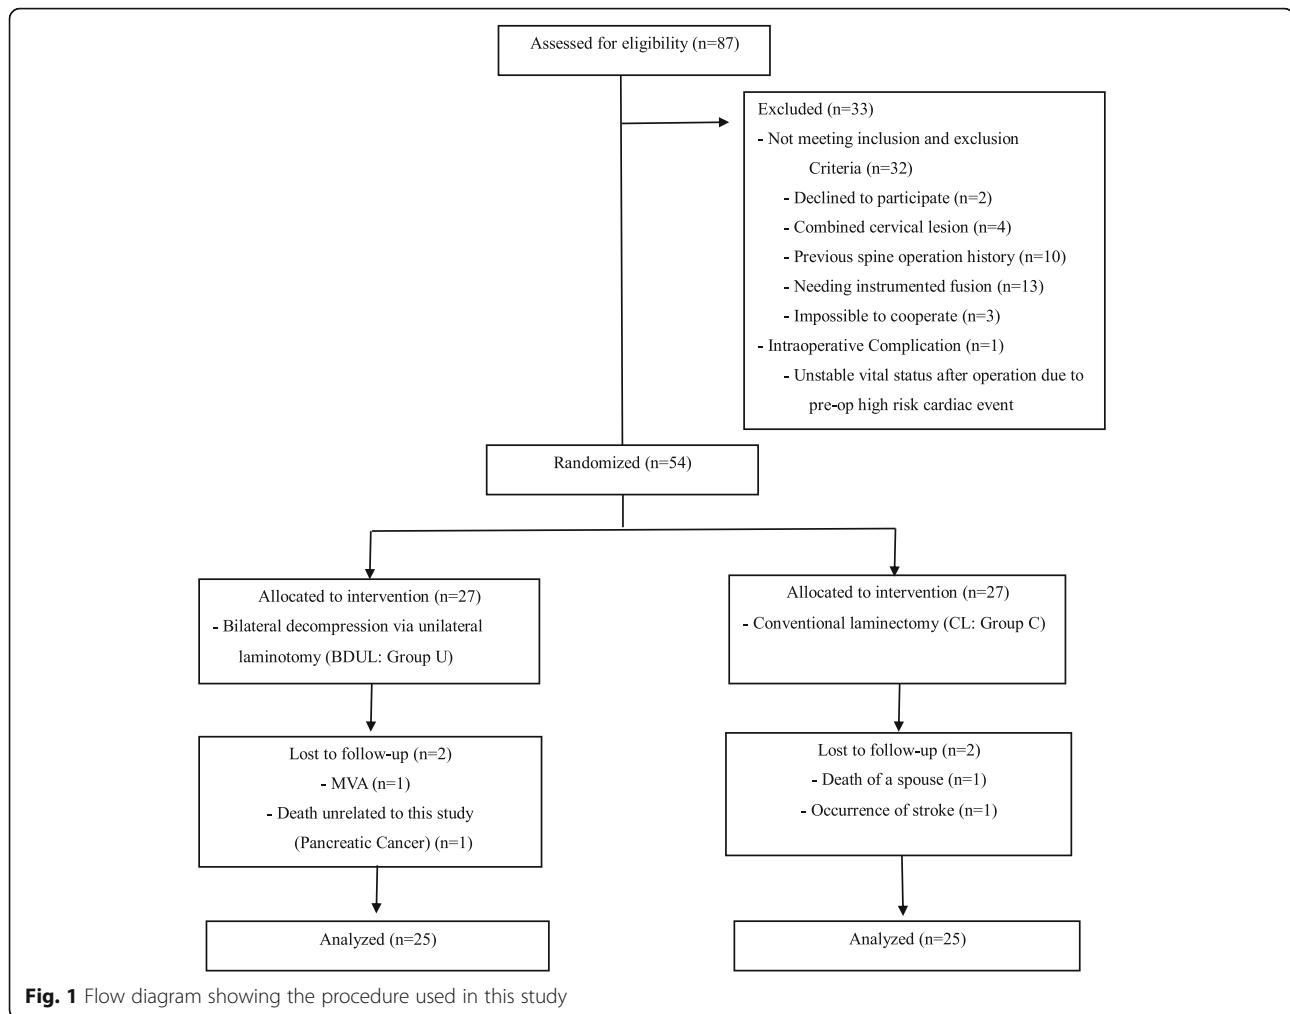 Assessed for eligibility (n=87)
Excluded (n=33)
- Not meeting inclusion and exclusion
Criteria (n=32)
- Declined to participate (n=2)
- Combined cervical lesion (n=4)
- Previous spine operation history (n=10)
- Needing instrumented fusion (n=13)
- Impossible to cooperate (n=3)
- Intraoperative Complication (n=1)
- Unstable vital status after operation due to
pre-op high risk cardiac event
Randomized (n=54)
Allocated to intervention (n=27)
- Bilateral decompression via unilateral
laminotomy (BDUL: Group U)
Allocated to intervention (n=27)
- Conventional laminectomy (CL: Group C)
Lost to follow-up (n=2)
- MVA (n=1)
- Death unrelated to this study
(Pancreatic Cancer) (n=1)
Lost to follow-up (n=2)
- Death of a spouse (n=1)
- Occurrence of stroke (n=1)
Analyzed (n=25)
Analyzed (n=25)
Fig. 1 Flow diagram showing the procedure used in this study